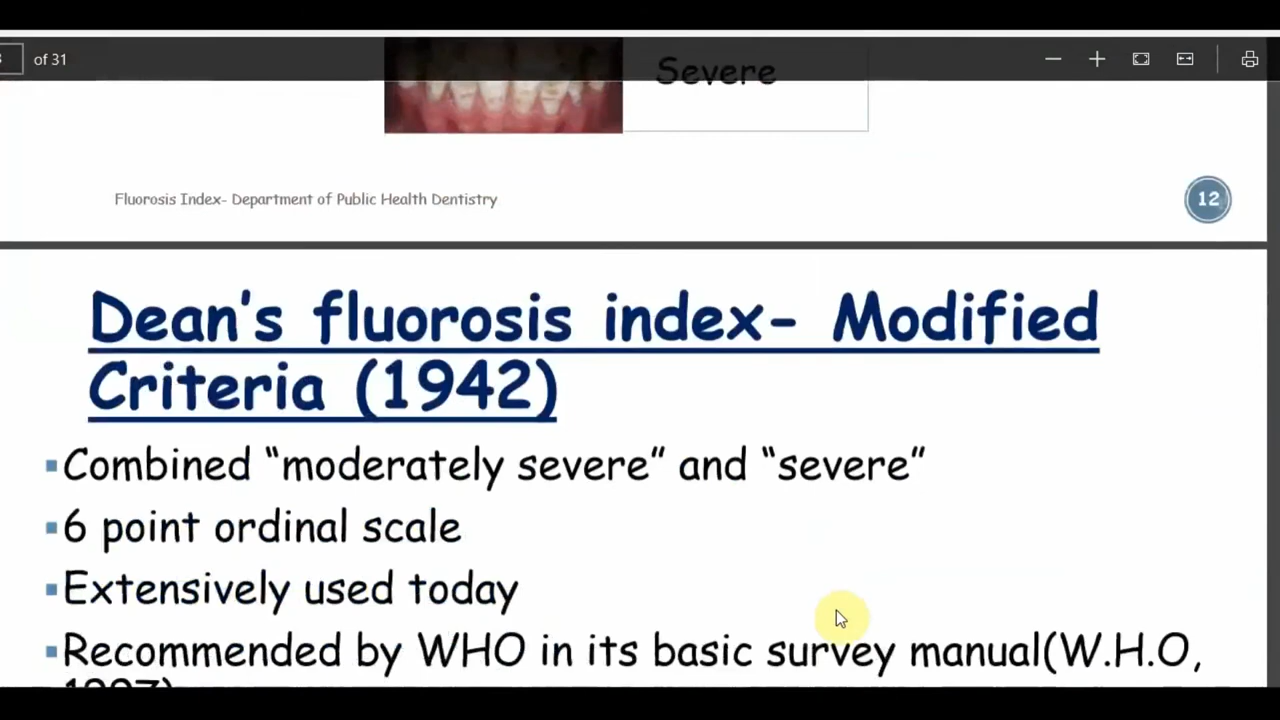 of 31
Severe
Fluorosis Index- Department of Public Health Dentistry
12
Dean's fluorosis index- Modified
Criteria (1942)
▪Combined “moderately severe” and “severe”
▪6 point ordinal scale
▪Extensively used today
▪Recommended by WHO in its basic survey manual(W.H.O,